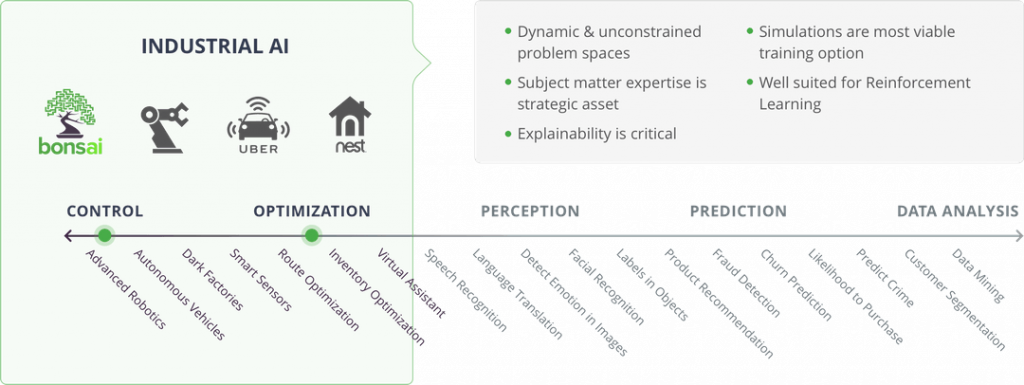 INDUSTRIAL AI
bonsai
UBER
nest
Dynamic & unconstrained
problem spaces
Subject matter expertise is
strategic asset
Explainability is critical
Simulations are most viable
training option
Well suited for Reinforcement
Learning
CONTROL
OPTIMIZATION
PERCEPTION
PREDICTION
DATA ANALYSIS
Advanced Robotics
Autonomous Vehicles
Dark Factories
Smart Sensors
Route Optimization
Inventory Optimization
Virtual Assistant
Speech Recognition
Language Translation
Detect Emotion in Images
Facial Recognition
Labels in Objects
Product Recommendation
Fraud Detection
Churn Prediction
Likelihood to Purchase
Predict Crime
Customer Segmentation
Data Mining